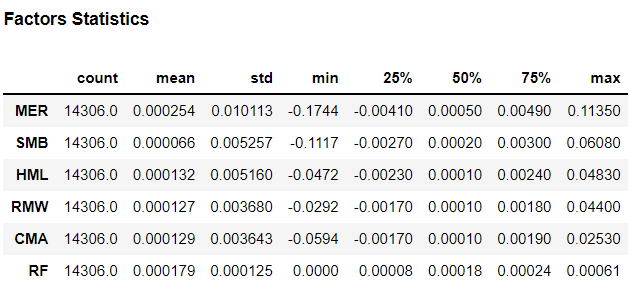 Factors Statistics
count mean std min 25% 50% 75% max
MER 14306.0 0.000254 0.010113 -0.1744 -0.00410 0.00050 0.00490 0.11350
SMB 14306.0 0.000066 0.005257 -0.1117 -0.00270 0.00020 0.00300 0.06080
HML 14306.0 0.000132 0.005160 -0.0472 -0.00230 0.00010 0.00240 0.04830
RMW 14306.0 0.000127 0.003680 -0.0292 -0.00170 0.00010 0.00180 0.04400
CMA 14306.0 0.000129 0.003643 -0.0594 -0.00170 0.00010 0.00190 0.02530
RF 14306.0 0.000179 0.000125 0.0000 0.00008 0.00018 0.00024 0.00061